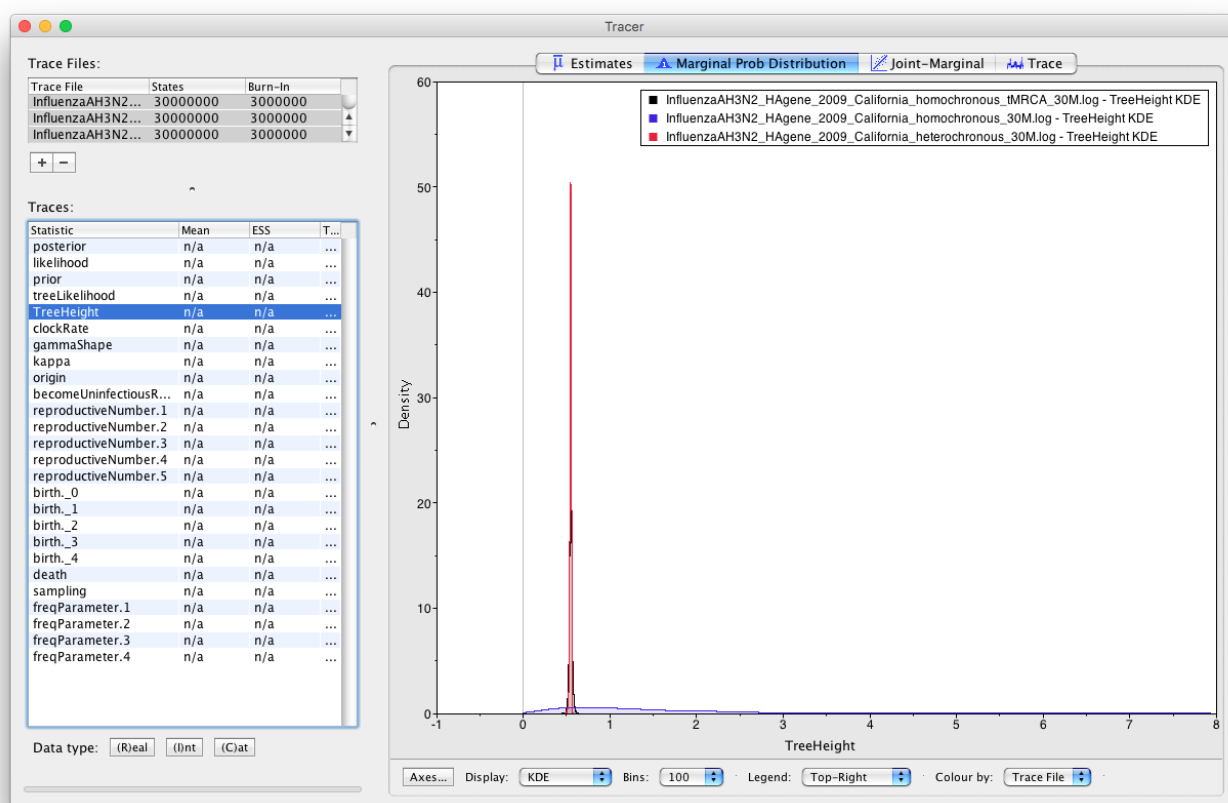 Tracer
Trace Files:
Trace File States Burn-In
InfluenzaAH3N2... 30000000 3000000
InfluenzaAH3N2... 30000000 3000000
InfluenzaAH3N2... 30000000 3000000
+ −
Traces:
Statistic Mean ESS T...
posterior n/a n/a ...
likelihood n/a n/a ...
prior n/a n/a ...
treeLikelihood n/a n/a ...
TreeHeight n/a n/a ...
clockRate n/a n/a ...
gammaShape n/a n/a ...
kappa n/a n/a ...
origin n/a n/a ...
becomeUninfectiousR... n/a n/a ...
reproductiveNumber.1 n/a n/a ...
reproductiveNumber.2 n/a n/a ...
reproductiveNumber.3 n/a n/a ...
reproductiveNumber.4 n/a n/a ...
reproductiveNumber.5 n/a n/a ...
birth._0 n/a n/a ...
birth._1 n/a n/a ...
birth._2 n/a n/a ...
birth._3 n/a n/a ...
birth._4 n/a n/a ...
death n/a n/a ...
sampling n/a n/a ...
freqParameter.1 n/a n/a ...
freqParameter.2 n/a n/a ...
freqParameter.3 n/a n/a ...
freqParameter.4 n/a n/a ...
Data type: (R)eal (I)nt (C)at
Estimates Marginal Prob Distribution Joint-Marginal Trace
InfluenzaAH3N2_HAgene_2009_California_homochronous_tMRCA_30M.log - TreeHeight KDE
InfluenzaAH3N2_HAgene_2009_California_homochronous_30M.log - TreeHeight KDE
InfluenzaAH3N2_HAgene_2009_California_heterochronous_30M.log - TreeHeight KDE
60
50
40
30
20
10
0
Density
-1 0 1 2 3 4 5 6 7 8
TreeHeight
Axes... Display: KDE Bins: 100 Legend: Top-Right Colour by: Trace File